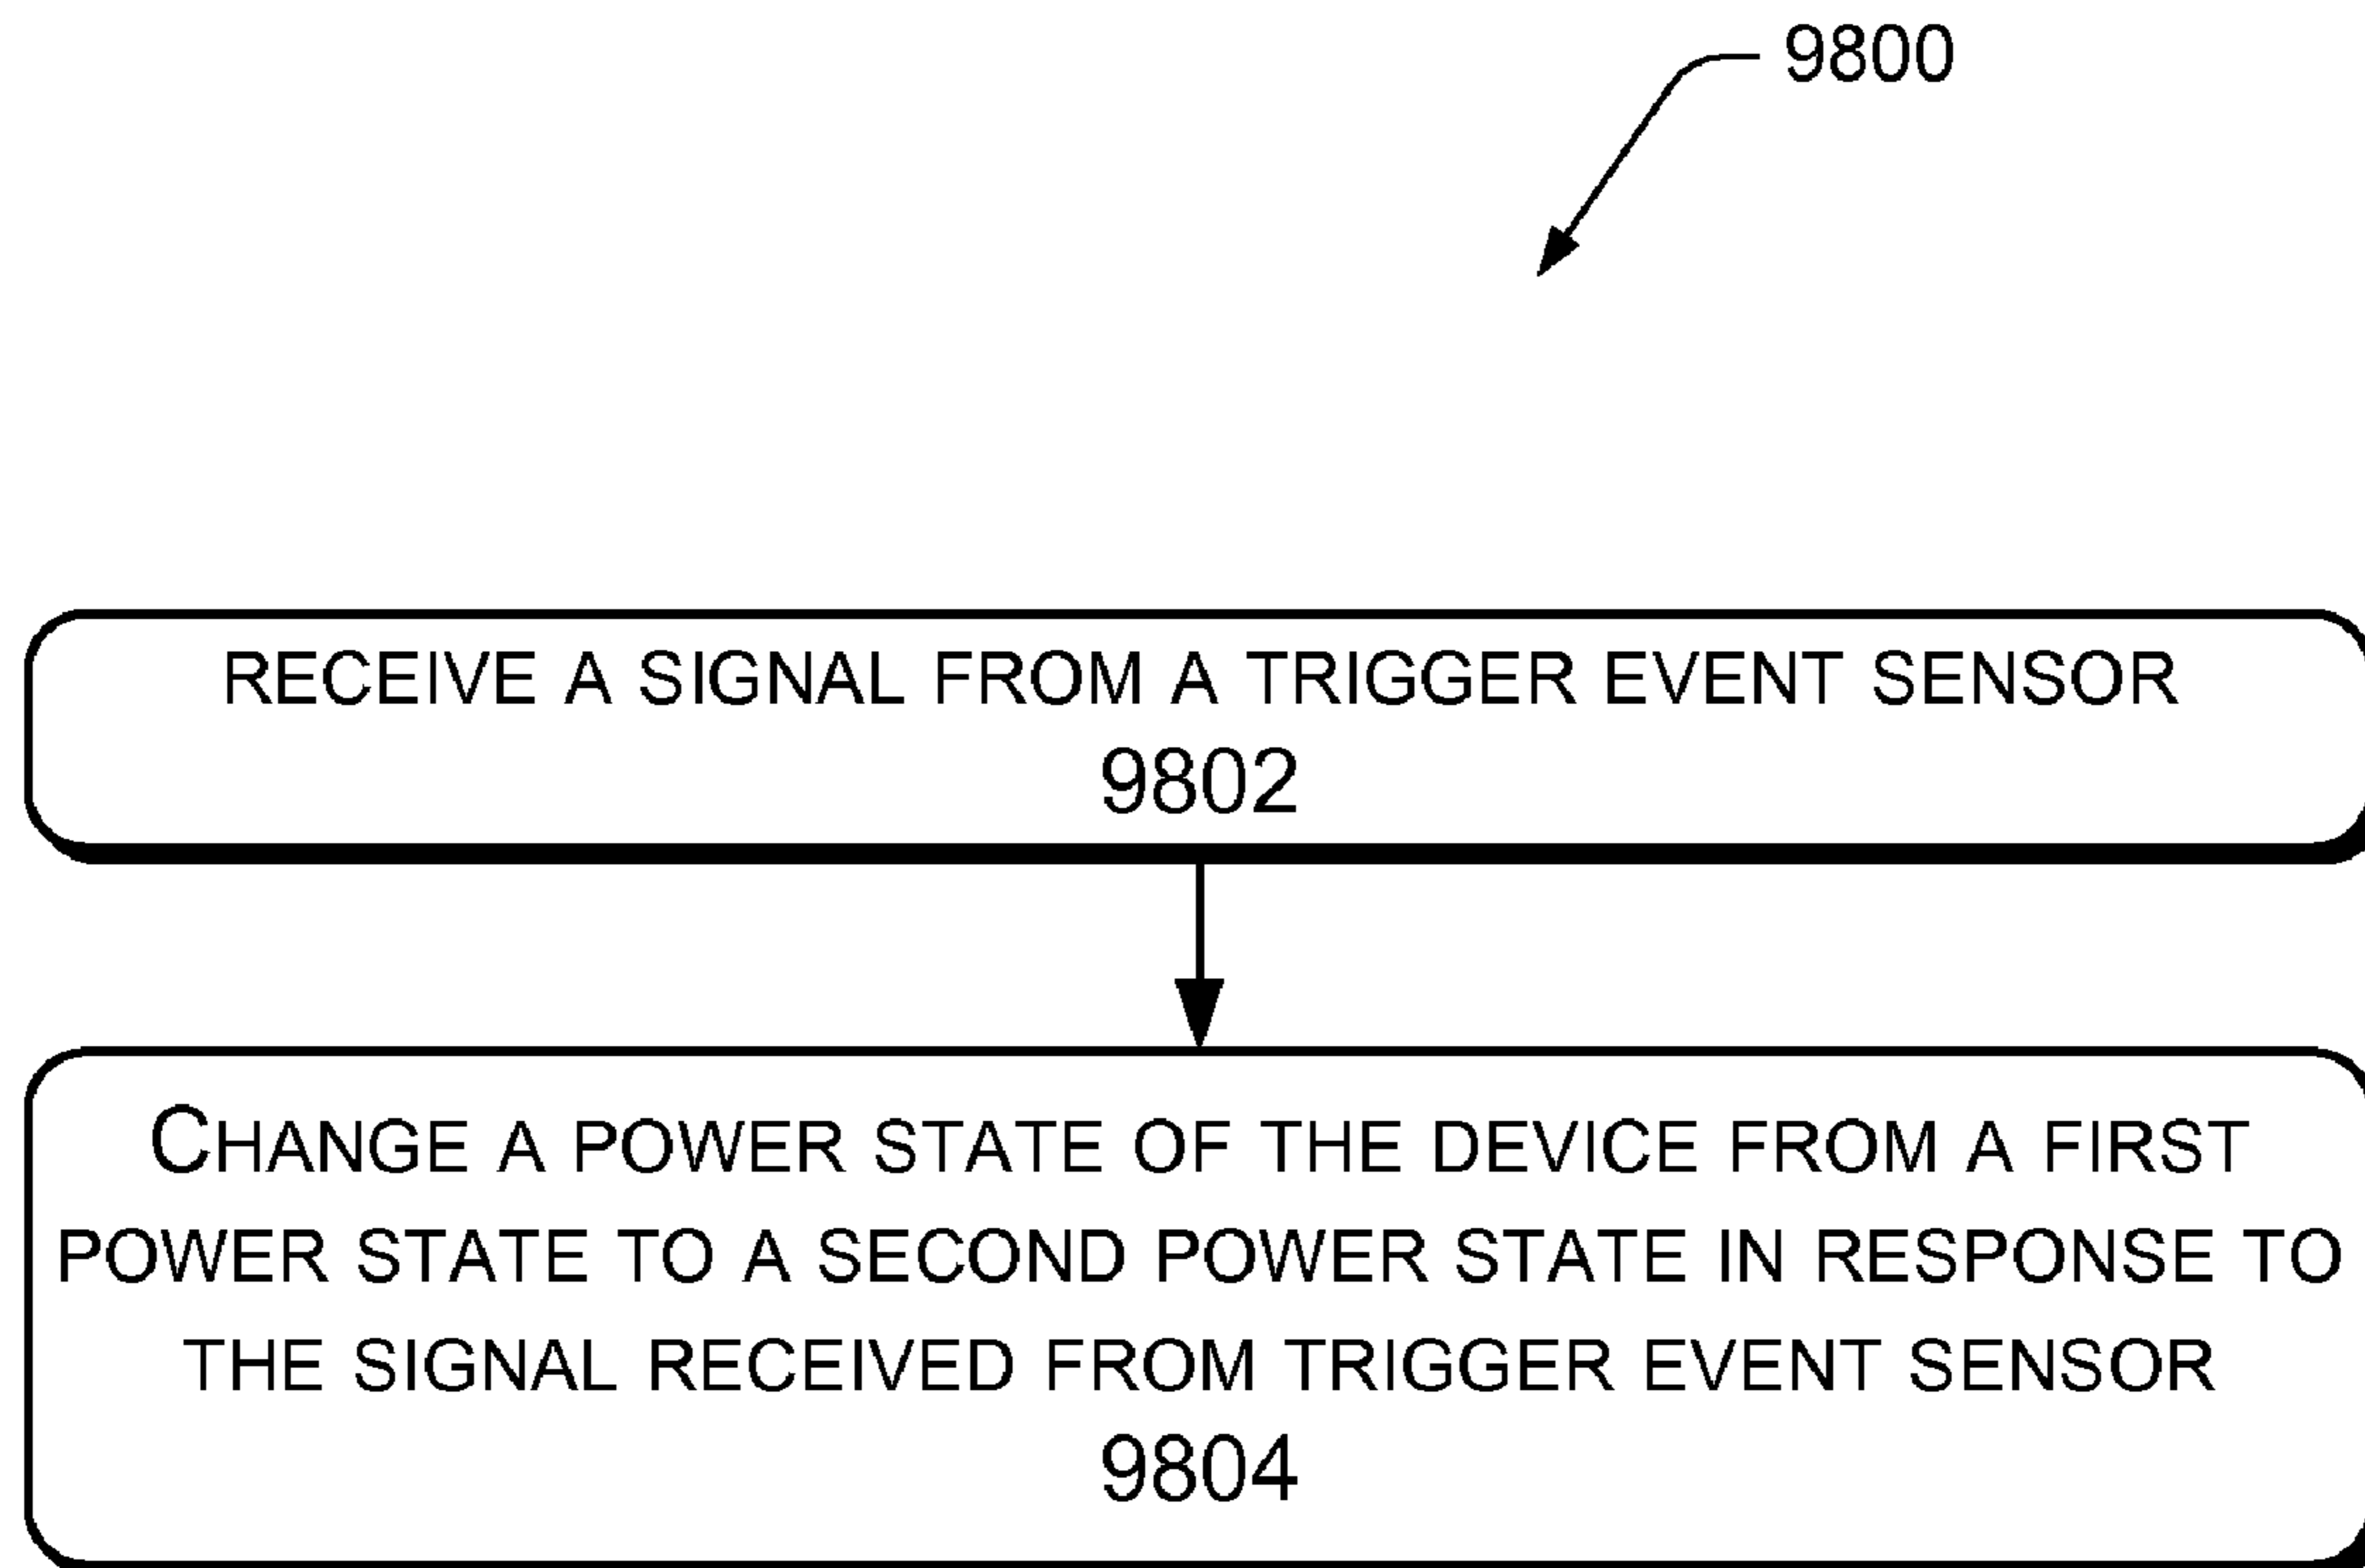 9800
RECEIVE A SIGNAL FROM A TRIGGER EVENT SENSOR
9802
CHANGE A POWER STATE OF THE DEVICE FROM A FIRST
POWER STATE TO A SECOND POWER STATE IN RESPONSE TO
THE SIGNAL RECEIVED FROM TRIGGER EVENT SENSOR
9804